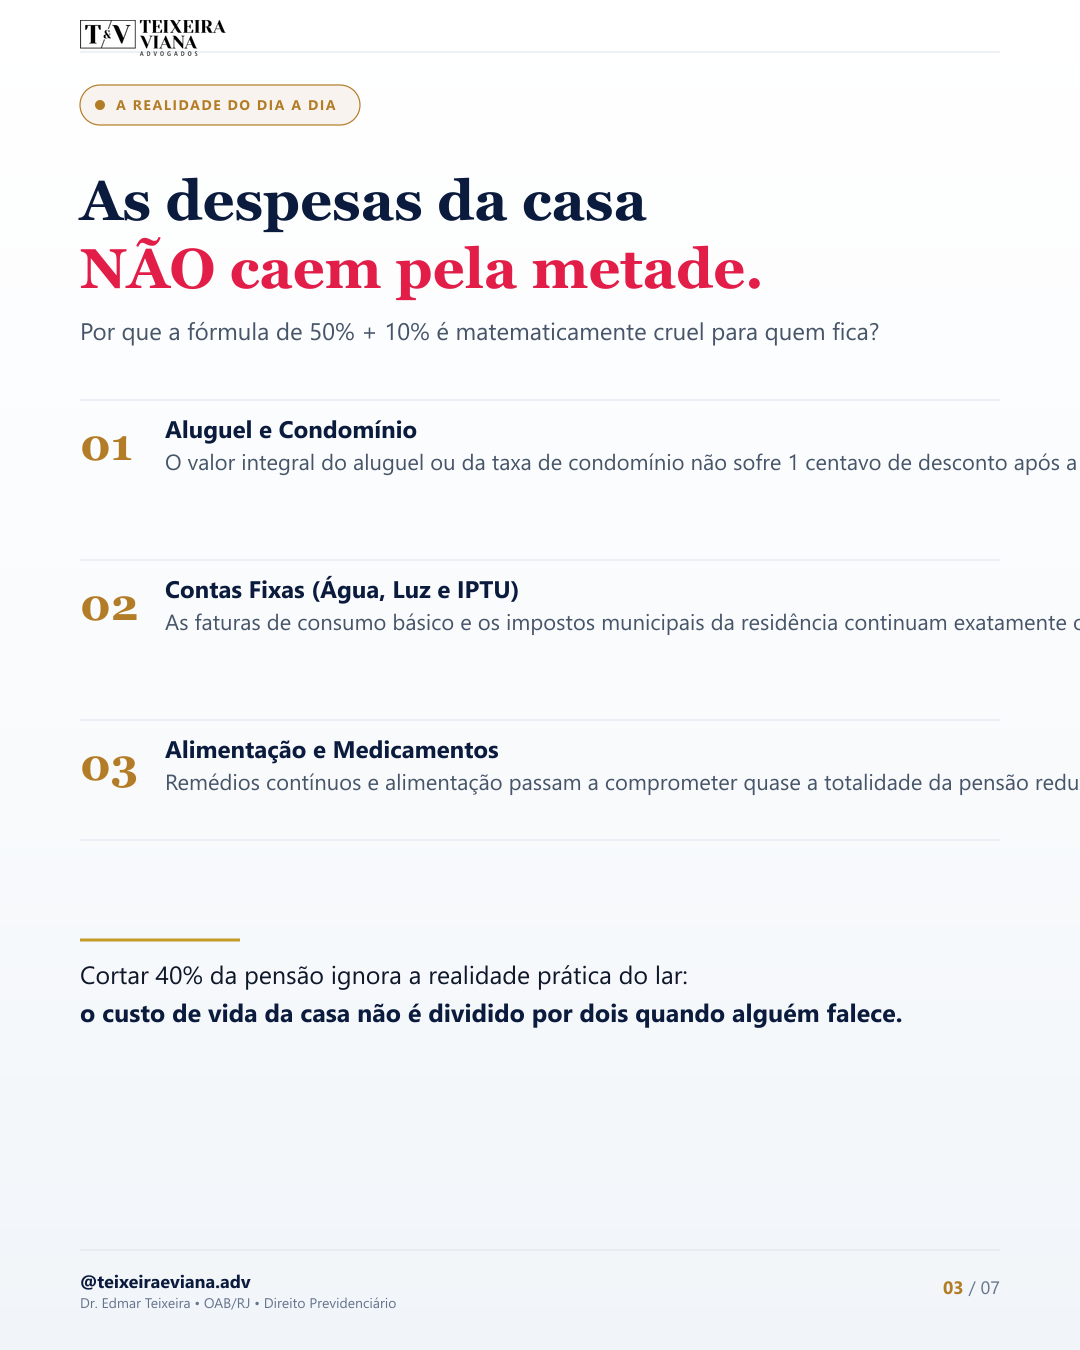 T&V TEIXEIRA
VIANA
ADVOGADOS
A REALIDADE DO DIA A DIA
As despesas da casa
NÃO caem pela metade.
Por que a fórmula de 50% + 10% é matematicamente cruel para quem fica?
01
Aluguel e Condomínio
O valor integral do aluguel ou da taxa de condomínio não sofre 1 centavo de desconto após a
02
Contas Fixas (Água, Luz e IPTU)
As faturas de consumo básico e os impostos municipais da residência continuam exatamente
03
Alimentação e Medicamentos
Remédios contínuos e alimentação passam a comprometer quase a totalidade da pensão
Cortar 40% da pensão ignora a realidade prática do lar:
o custo de vida da casa não é dividido por dois quando alguém falece.
@teixeiraeviana.adv
Dr. Edmar Teixeira • OAB/RJ • Direito Previdenciário
03 / 07